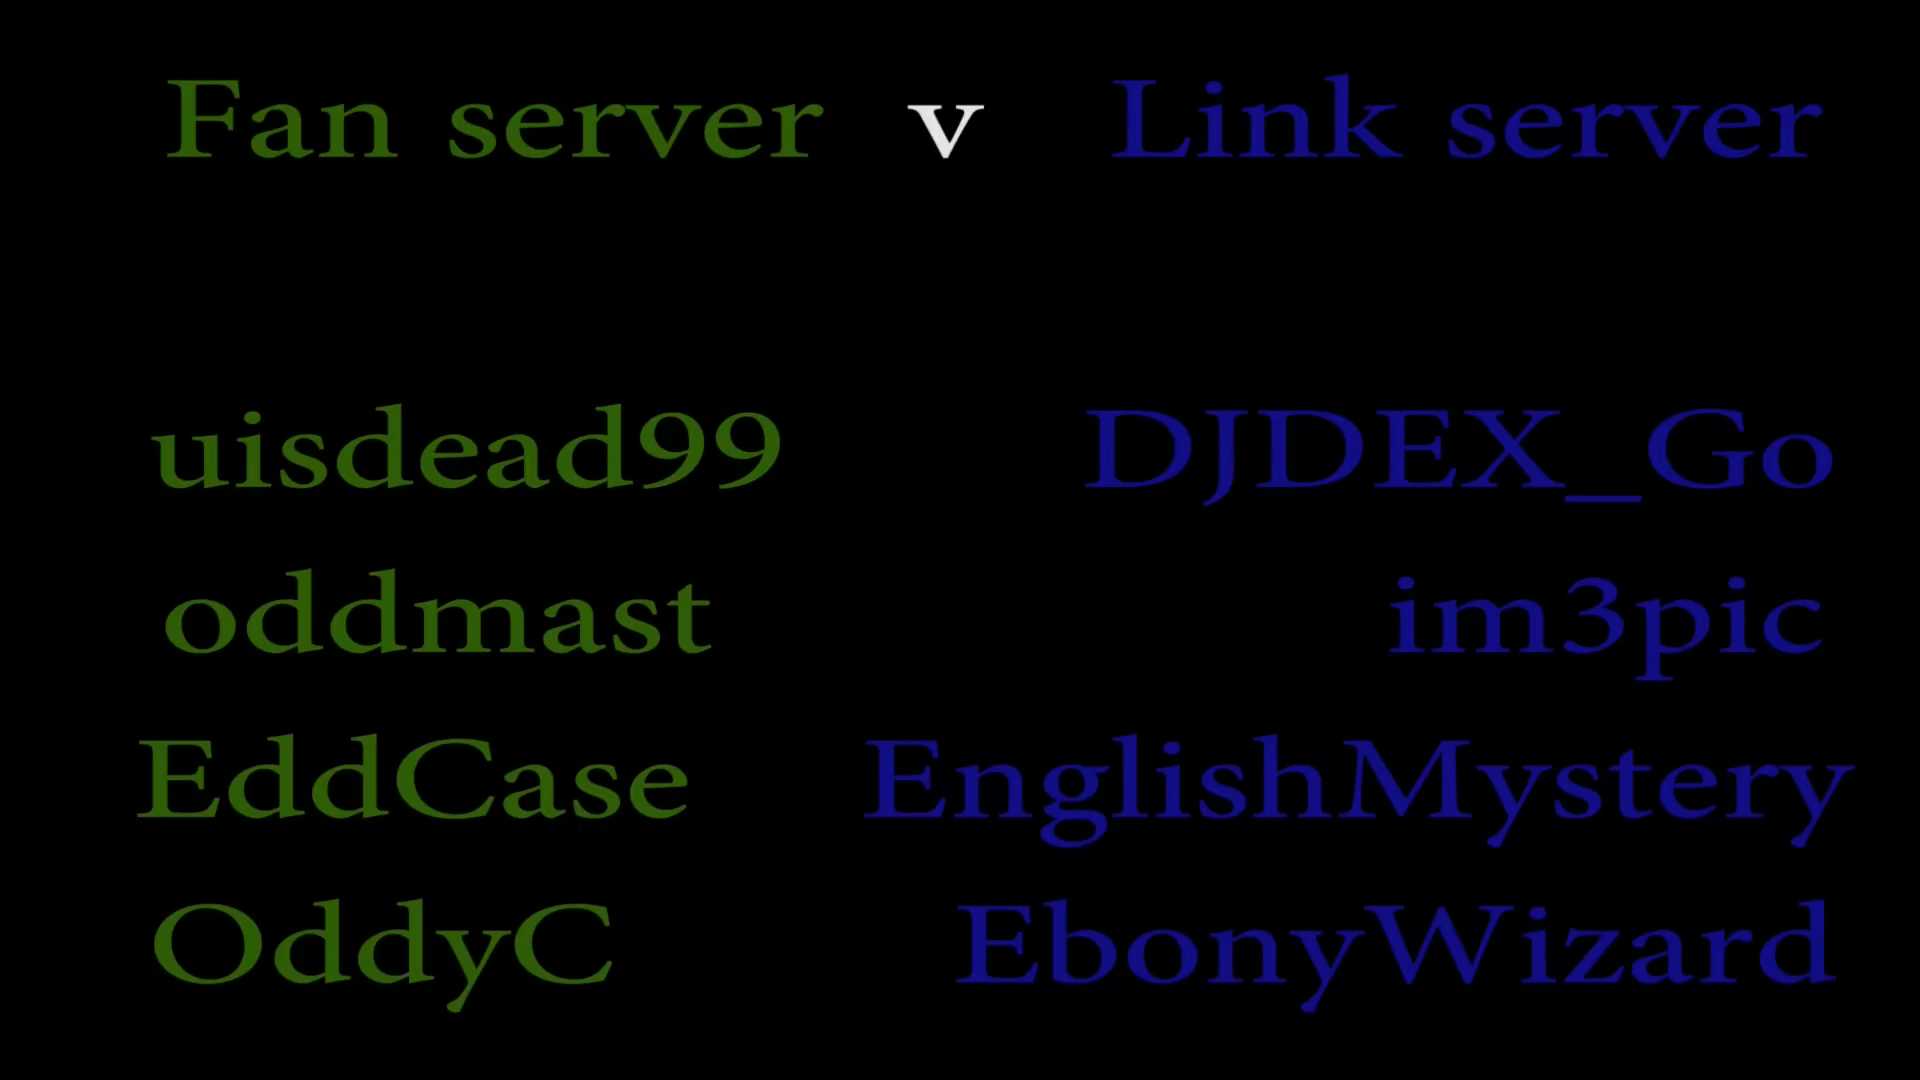 Fan server v Link server
uisdead99 DJDEX_Go
oddmast im3pic
EddCase EnglishMystery
OddyC EbonyWizard